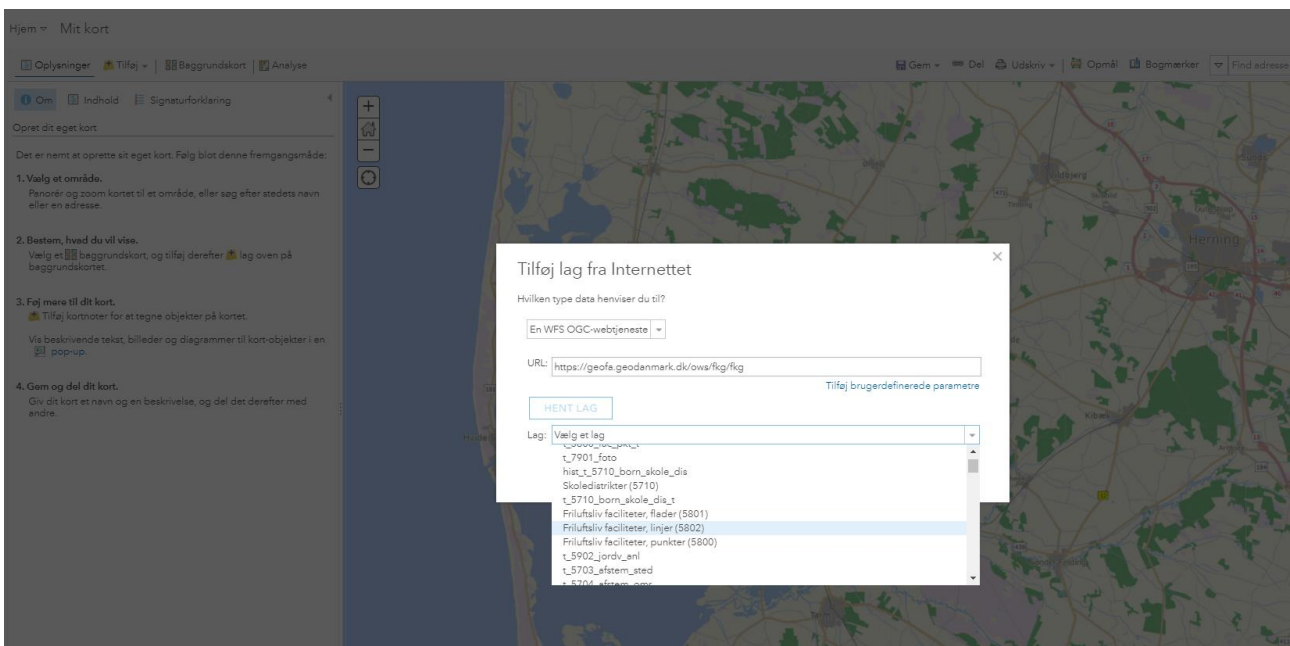 Hjem Mit kort
Oplysninger Tilføj Baggrundskort Analyse
Gem Del Udskriv Opmål Bogmærker Find adresse
Om Indhold Signaturforklaring
Opret dit eget kort
Det er nemt at oprette sit eget kort. Følg blot denne fremgangsmåde:
1. Vælg et område.
Panorér og zoom kortet til et område, eller søg efter stedets navn
eller en adresse.
2. Bestem, hvad du vil vise.
Vælg et baggrundskort, og tilføj derefter lag oven på
baggrundskortet.
3. Føj mere til dit kort.
Tilføj kortnoter for at tegne objekter på kortet.
Vis beskrivende tekst, billeder og diagrammer til kort-objekter i en
pop-up.
4. Gem og del dit kort.
Giv dit kort et navn og en beskrivelse, og del det derefter med
andre.
Herning
Tilføj lag fra Internettet
Hvilken type data henviser du til?
En WFS OGC-webtjeneste
URL: https://geofa.geodanmark.dk/ows/fkg/fkg
Tilføj brugerdefinerede parametre
HENT LAG
Lag: Vælg et lag
t_7901_foto
hist_t_5710_born_skole_dis
Skoledistrikter (5710)
t_5710_born_skole_dis_t
Friluftsliv faciliteter, flader (5801)
Friluftsliv faciliteter, linjer (5802)
Friluftsliv faciliteter, punkter (5800)
t_5902_jordv_anl
t_5703_afstem_sted
t_5704_afstem_omr